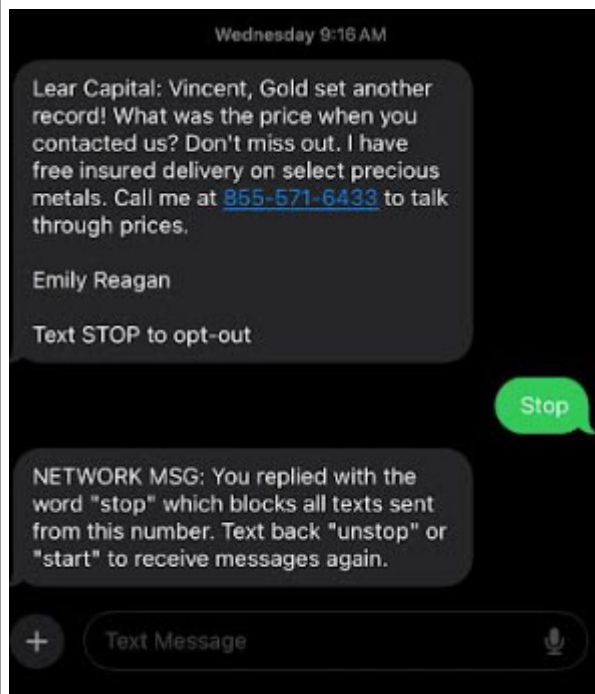 Wednesday 9:16 AM
Lear Capital: Vincent, Gold set another
record! What was the price when you
contacted us? Don't miss out. I have
free insured delivery on select precious
metals. Call me at 855-571-6433 to talk
through prices.
Emily Reagan
Text STOP to opt-out
Stop
NETWORK MSG: You replied with the
word "stop" which blocks all texts sent
from this number. Text back "unstop" or
"start" to receive messages again.
+
Text Message